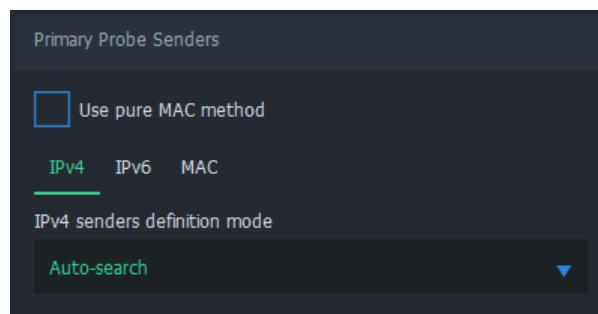 Primary Probe Senders
Use pure MAC method
IPv4 IPv6 MAC
IPv4 senders definition mode
Auto-search